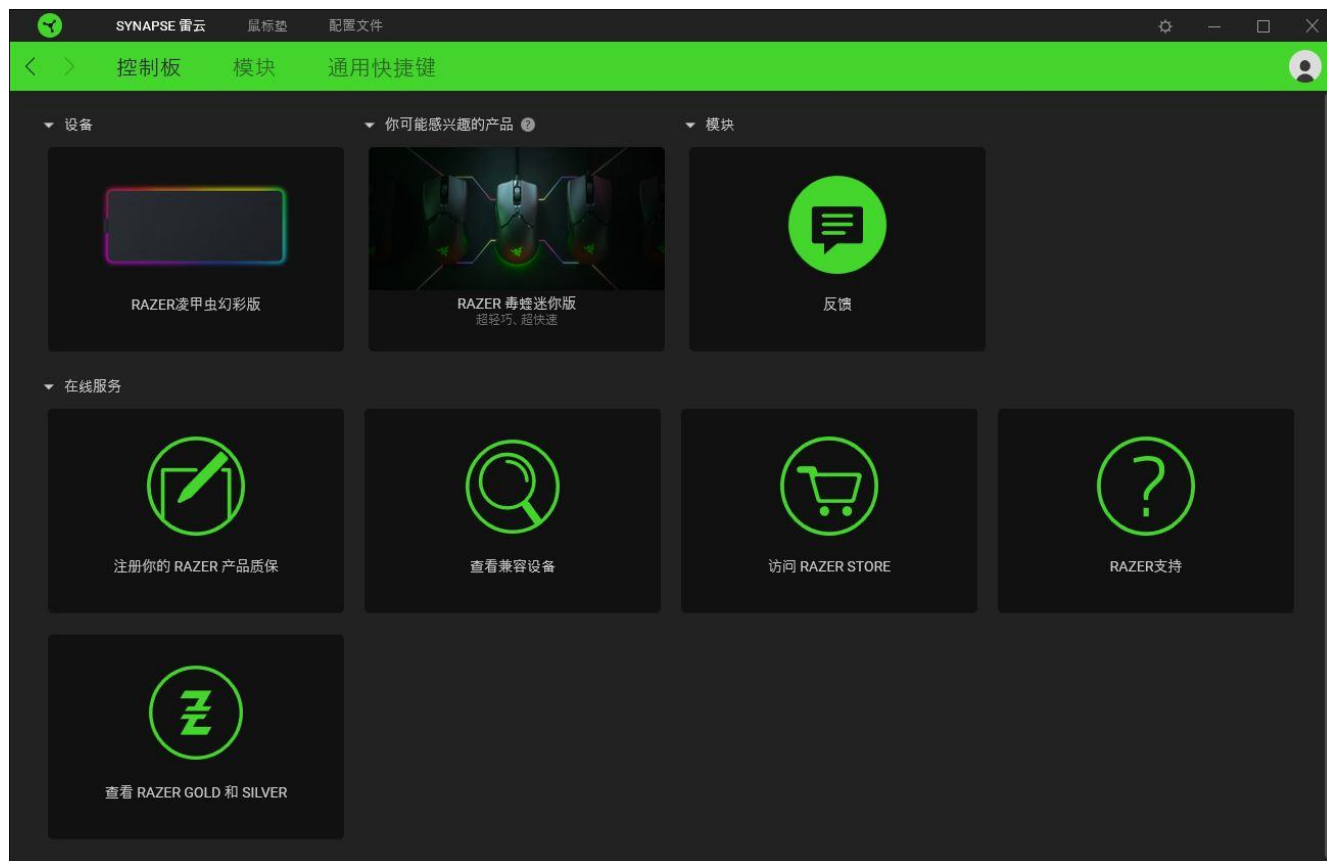 SYNAPSE 雷云 鼠标垫 配置文件
控制板 模块 通用快捷键
设备
你可能感兴趣的产品 ?
模块
RAZER凌甲虫幻彩版
RAZER 毒蝰迷你版
超轻巧、超快速
反馈
在线服务
注册你的 RAZER 产品质保
查看兼容设备
访问 RAZER STORE
RAZER支持
查看 RAZER GOLD 和 SILVER